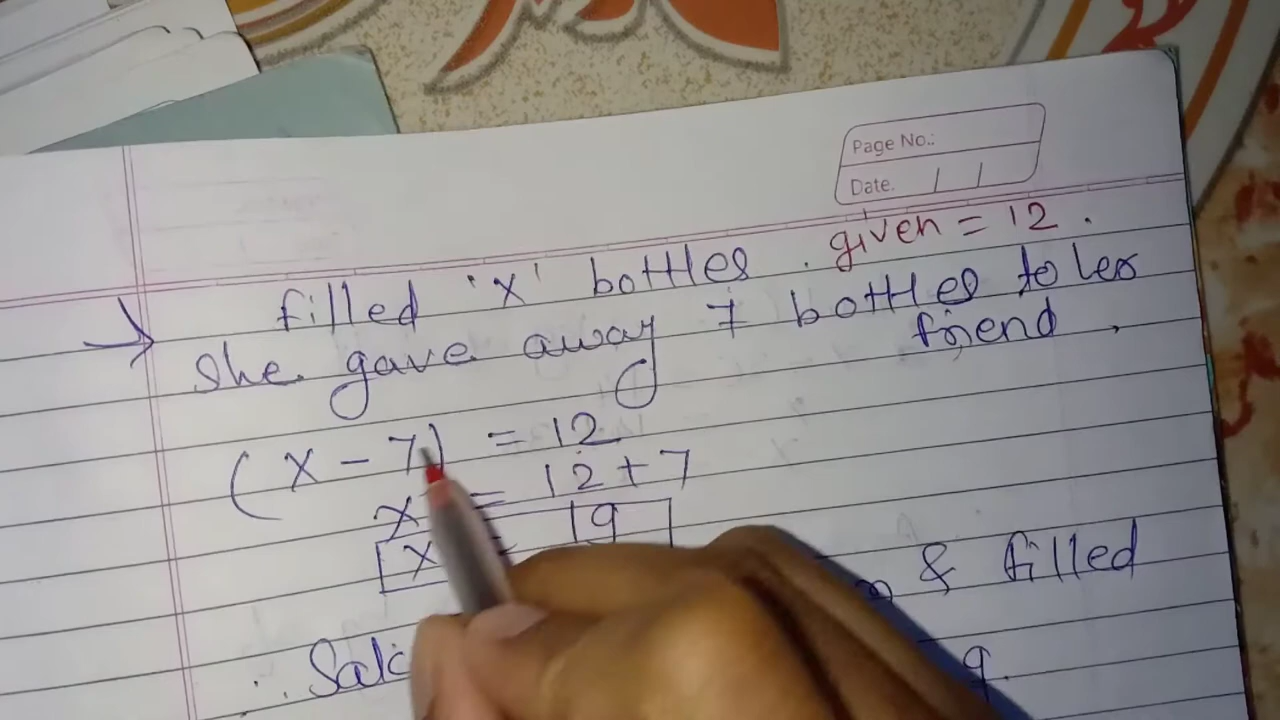 Page No.:
Date. / /
given = 12 .
filled 'x' bottles .
She gave away 7 bottles to her
friend ,
(x - 7) = 12
x = 12 + 7
x = 19
& filled
∴
9.